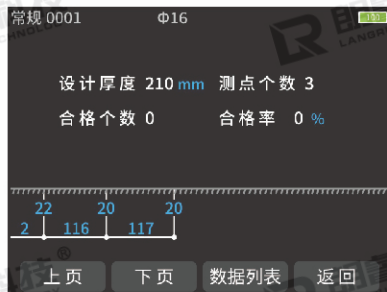 常规 0001 Φ16
设计厚度 210 mm 测点个数 3
合格个数 0 合格率 0 %
22 20 20
2 116 117
上页 下页 数据列表 返回